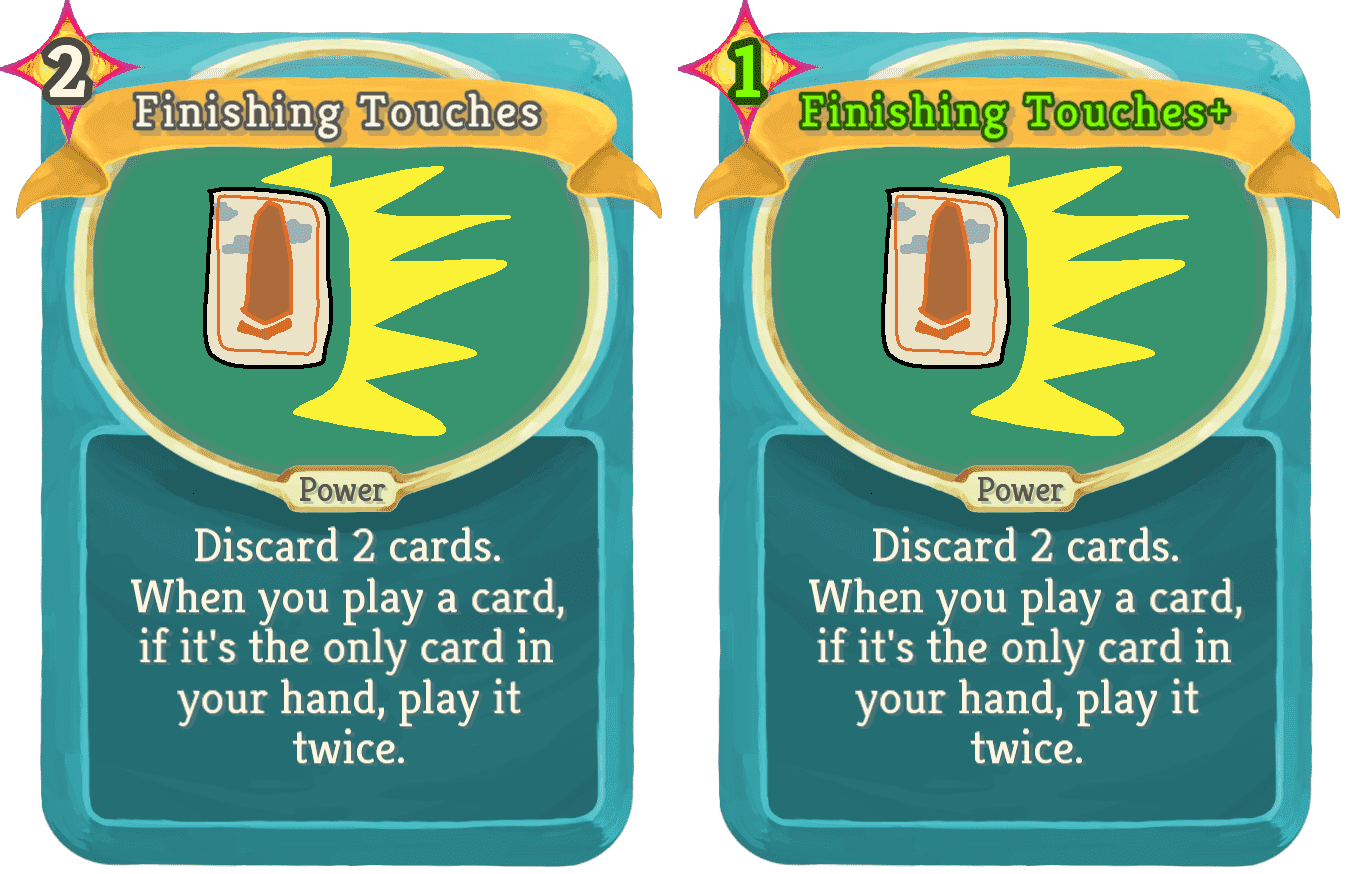 2
Finishing Touches
Power
Discard 2 cards.
When you play a card,
if it's the only card in
your hand, play it
twice.
1
Finishing Touches+
Power
Discard 2 cards.
When you play a card,
if it's the only card in
your hand, play it
twice.